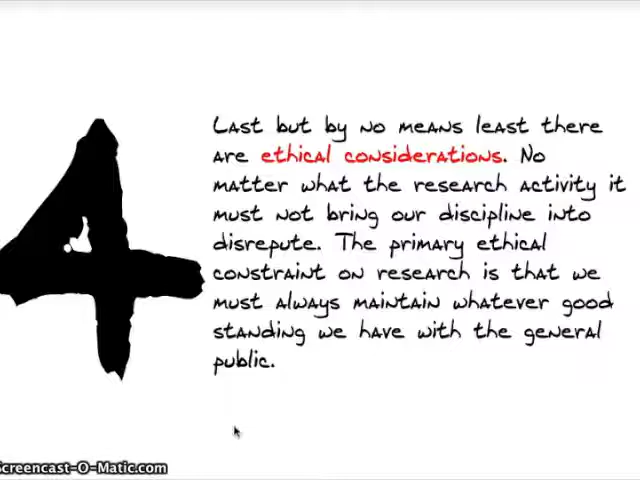 4
Last but by no means least there
are ethical considerations. No
matter what the research activity it
must not bring our discipline into
disrepute. The primary ethical
constraint on research is that we
must always maintain whatever good
standing we have with the general
public.
Screencast-O-Matic.com